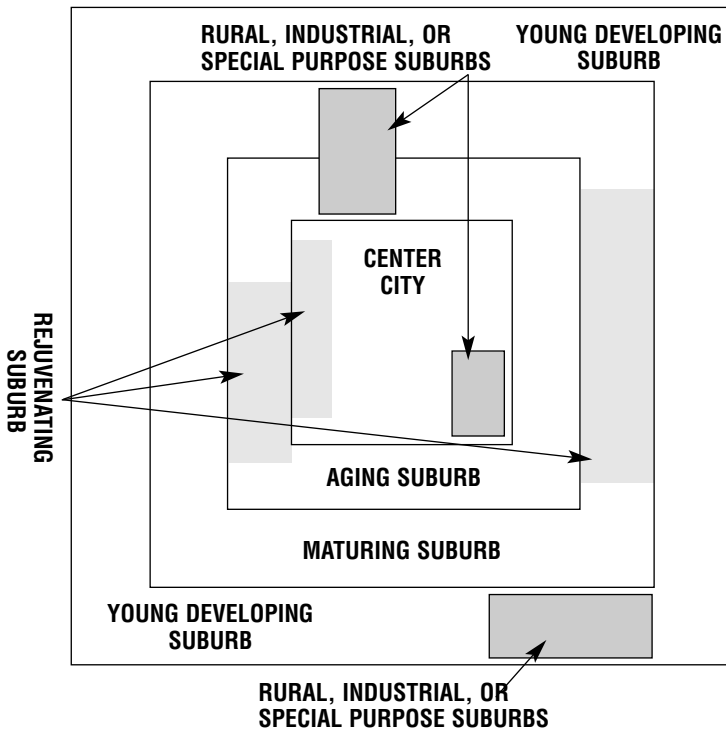 RURAL, INDUSTRIAL, OR
SPECIAL PURPOSE SUBURBS
YOUNG DEVELOPING
SUBURB
CENTER
CITY
REJUVENATING
SUBURB
AGING SUBURB
MATURING SUBURB
YOUNG DEVELOPING
SUBURB
RURAL, INDUSTRIAL, OR
SPECIAL PURPOSE SUBURBS